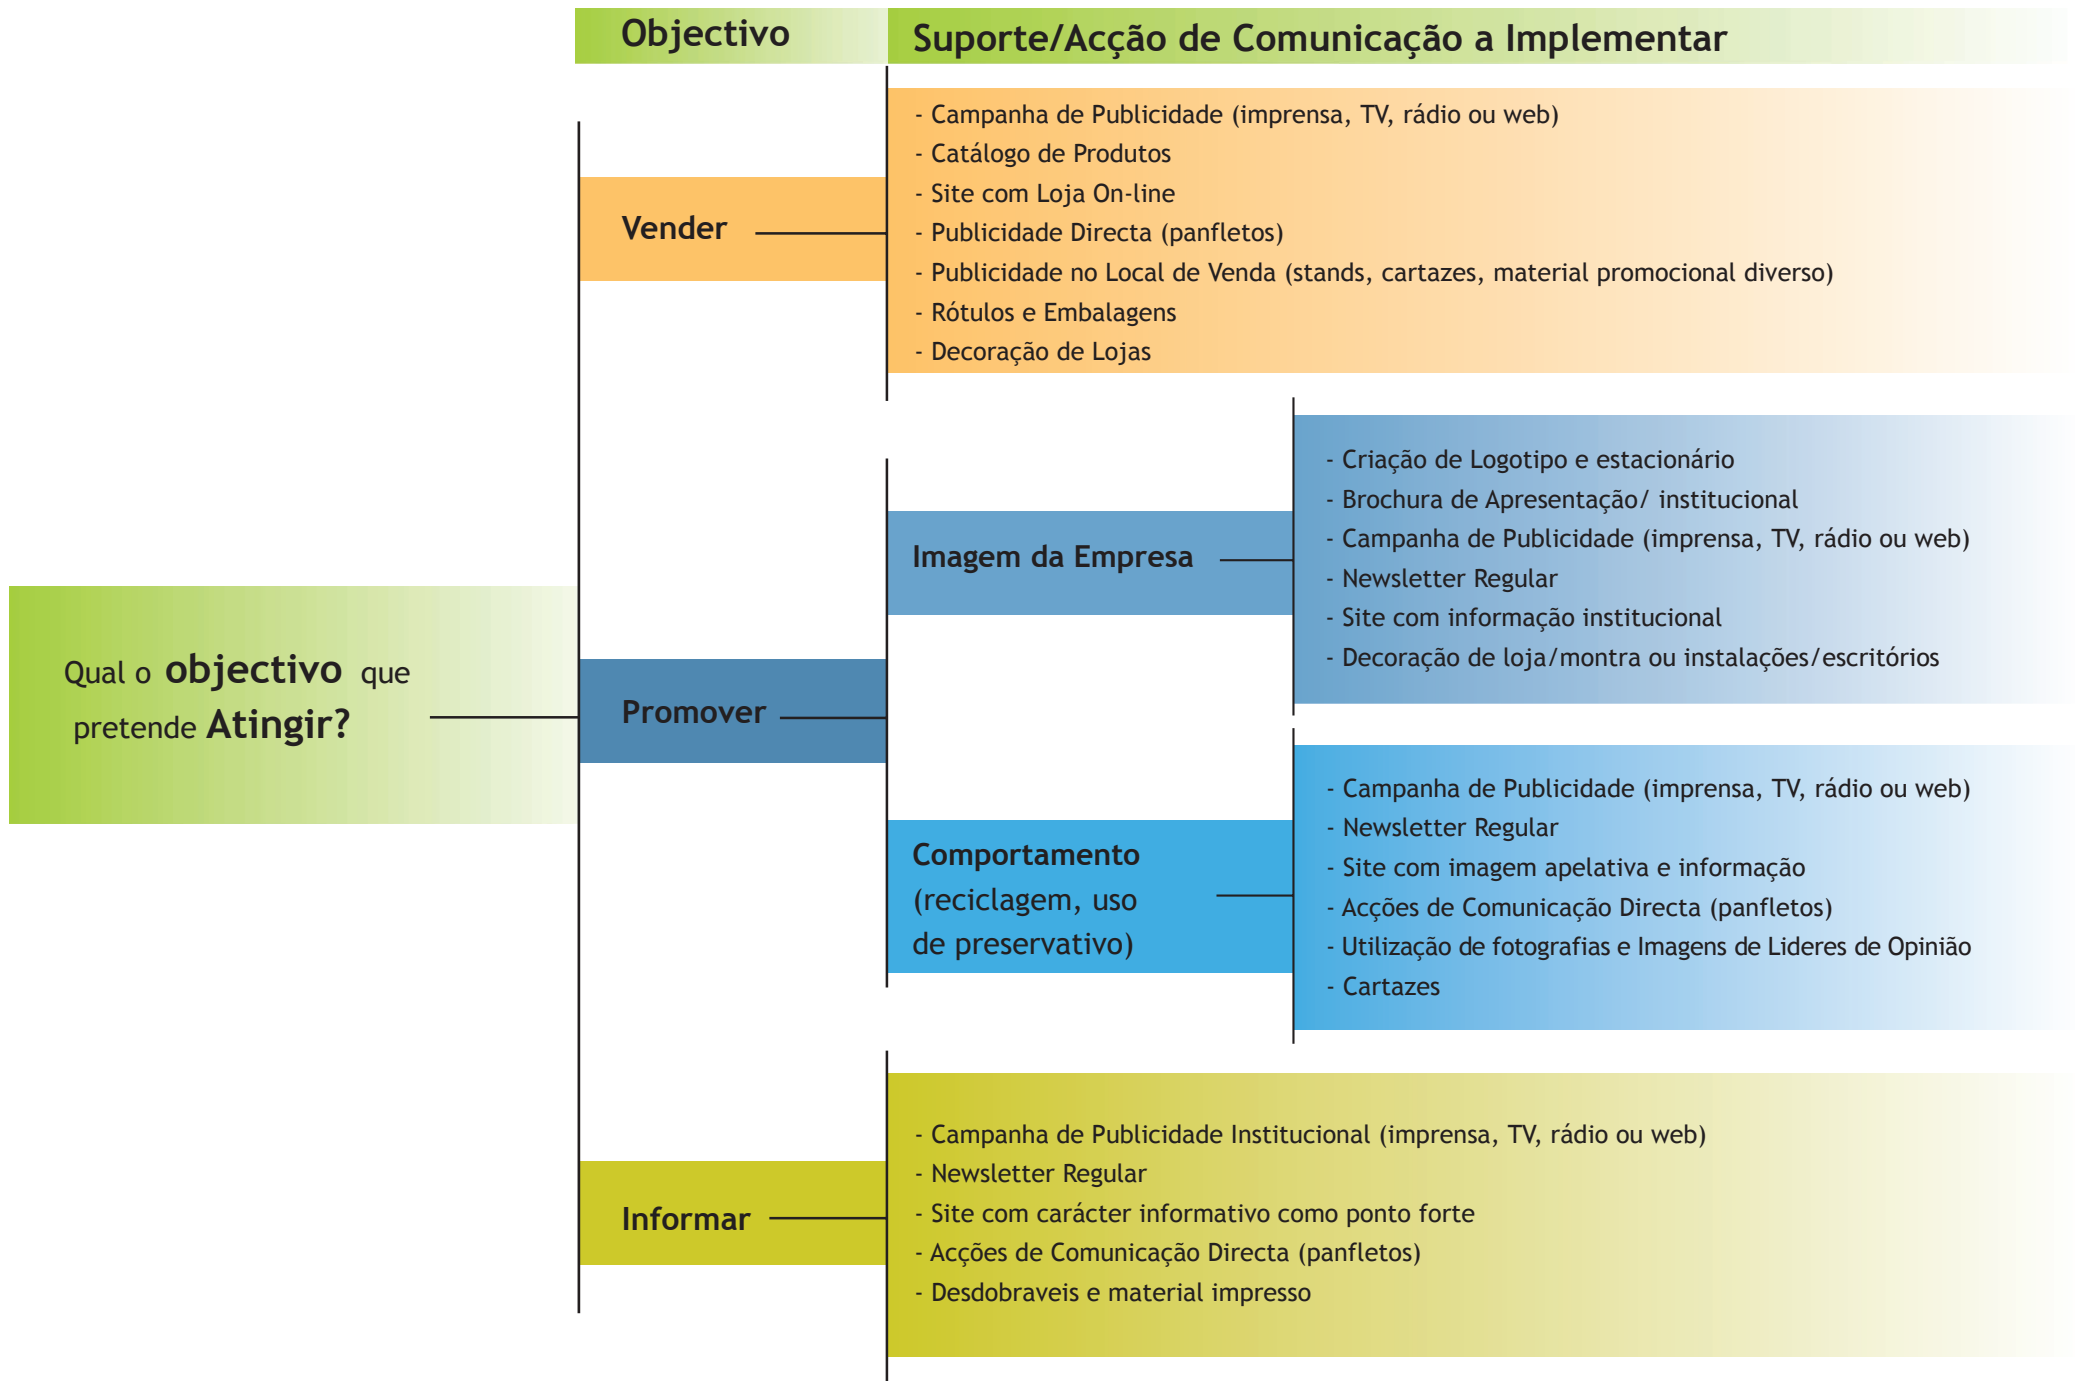 Objectivo
Suporte/Acção de Comunicação a Implementar
Qual o objectivo que
pretende Atingir?
Vender
- Campanha de Publicidade (imprensa, TV, rádio ou web)
- Catálogo de Produtos
- Site com Loja On-line
- Publicidade Directa (panfletos)
- Publicidade no Local de Venda (stands, cartazes, material promocional diverso)
- Rótulos e Embalagens
- Decoração de Lojas
Promover
Imagem da Empresa
- Criação de Logotipo e estacionário
- Brochura de Apresentação/ institucional
- Campanha de Publicidade (imprensa, TV, rádio ou web)
- Newsletter Regular
- Site com informação institucional
- Decoração de loja/montra ou instalações/escritórios
Comportamento
(reciclagem, uso
de preservativo)
- Campanha de Publicidade (imprensa, TV, rádio ou web)
- Newsletter Regular
- Site com imagem apelativa e informação
- Acções de Comunicação Directa (panfletos)
- Utilização de fotografias e Imagens de Lideres de Opinião
- Cartazes
Informar
- Campanha de Publicidade Institucional (imprensa, TV, rádio ou web)
- Newsletter Regular
- Site com carácter informativo como ponto forte
- Acções de Comunicação Directa (panfletos)
- Desdobraveis e material impresso